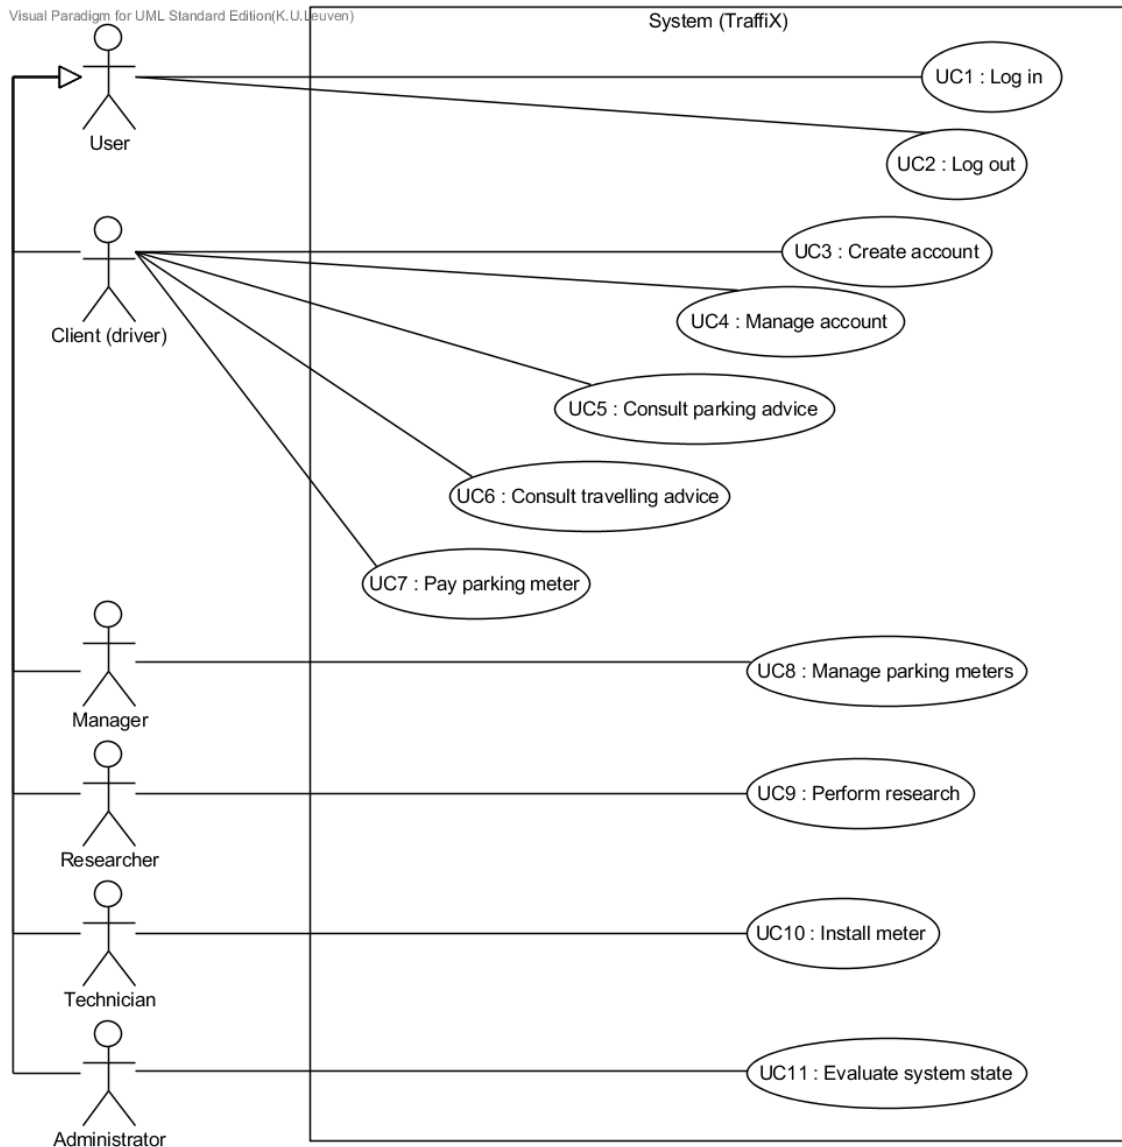 Visual Paradigm for UML Standard Edition(K.U.Leuven)
System (TraffiX)
UC1 : Log in
User
UC2 : Log out
UC3 : Create account
Client (driver)
UC4 : Manage account
UC5 : Consult parking advice
UC6 : Consult travelling advice
UC7 : Pay parking meter
UC8 : Manage parking meters
Manager
UC9 : Perform research
Researcher
UC10 : Install meter
Technician
UC11 : Evaluate system state
Administrator